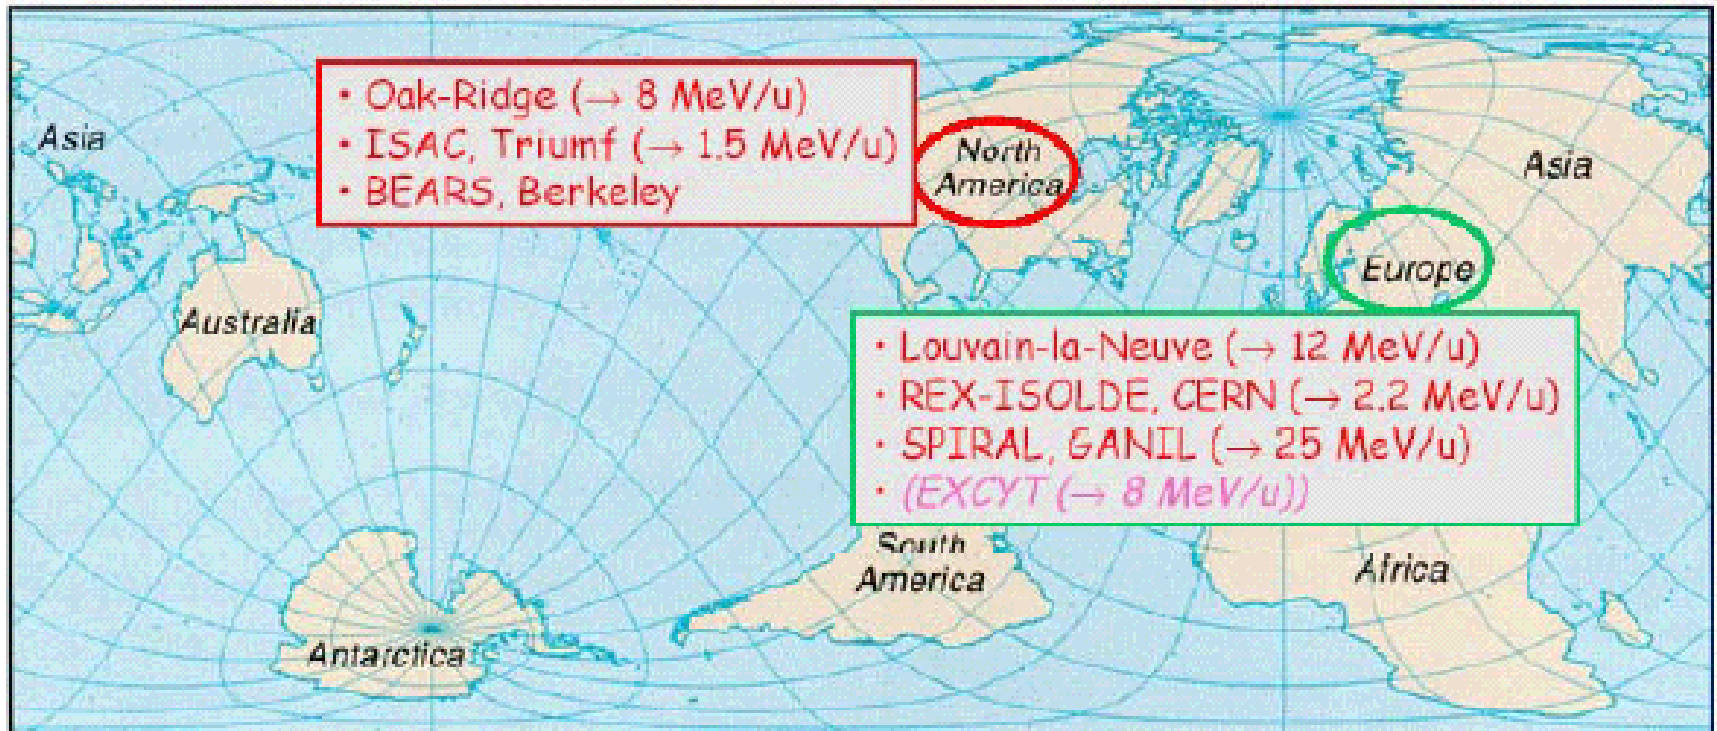 • Oak-Ridge (→ 8 MeV/u)
• ISAC, Triumf (→ 1.5 MeV/u)
• BEARS, Berkeley
Asia
North
America
Asia
Europe
Australia
• Louvain-la-Neuve (→ 12 MeV/u)
• REX-ISOLDE, CERN (→ 2.2 MeV/u)
• SPIRAL, GANIL (→ 25 MeV/u)
• (EXCYT (→ 8 MeV/u))
South
America
Africa
Antarctica